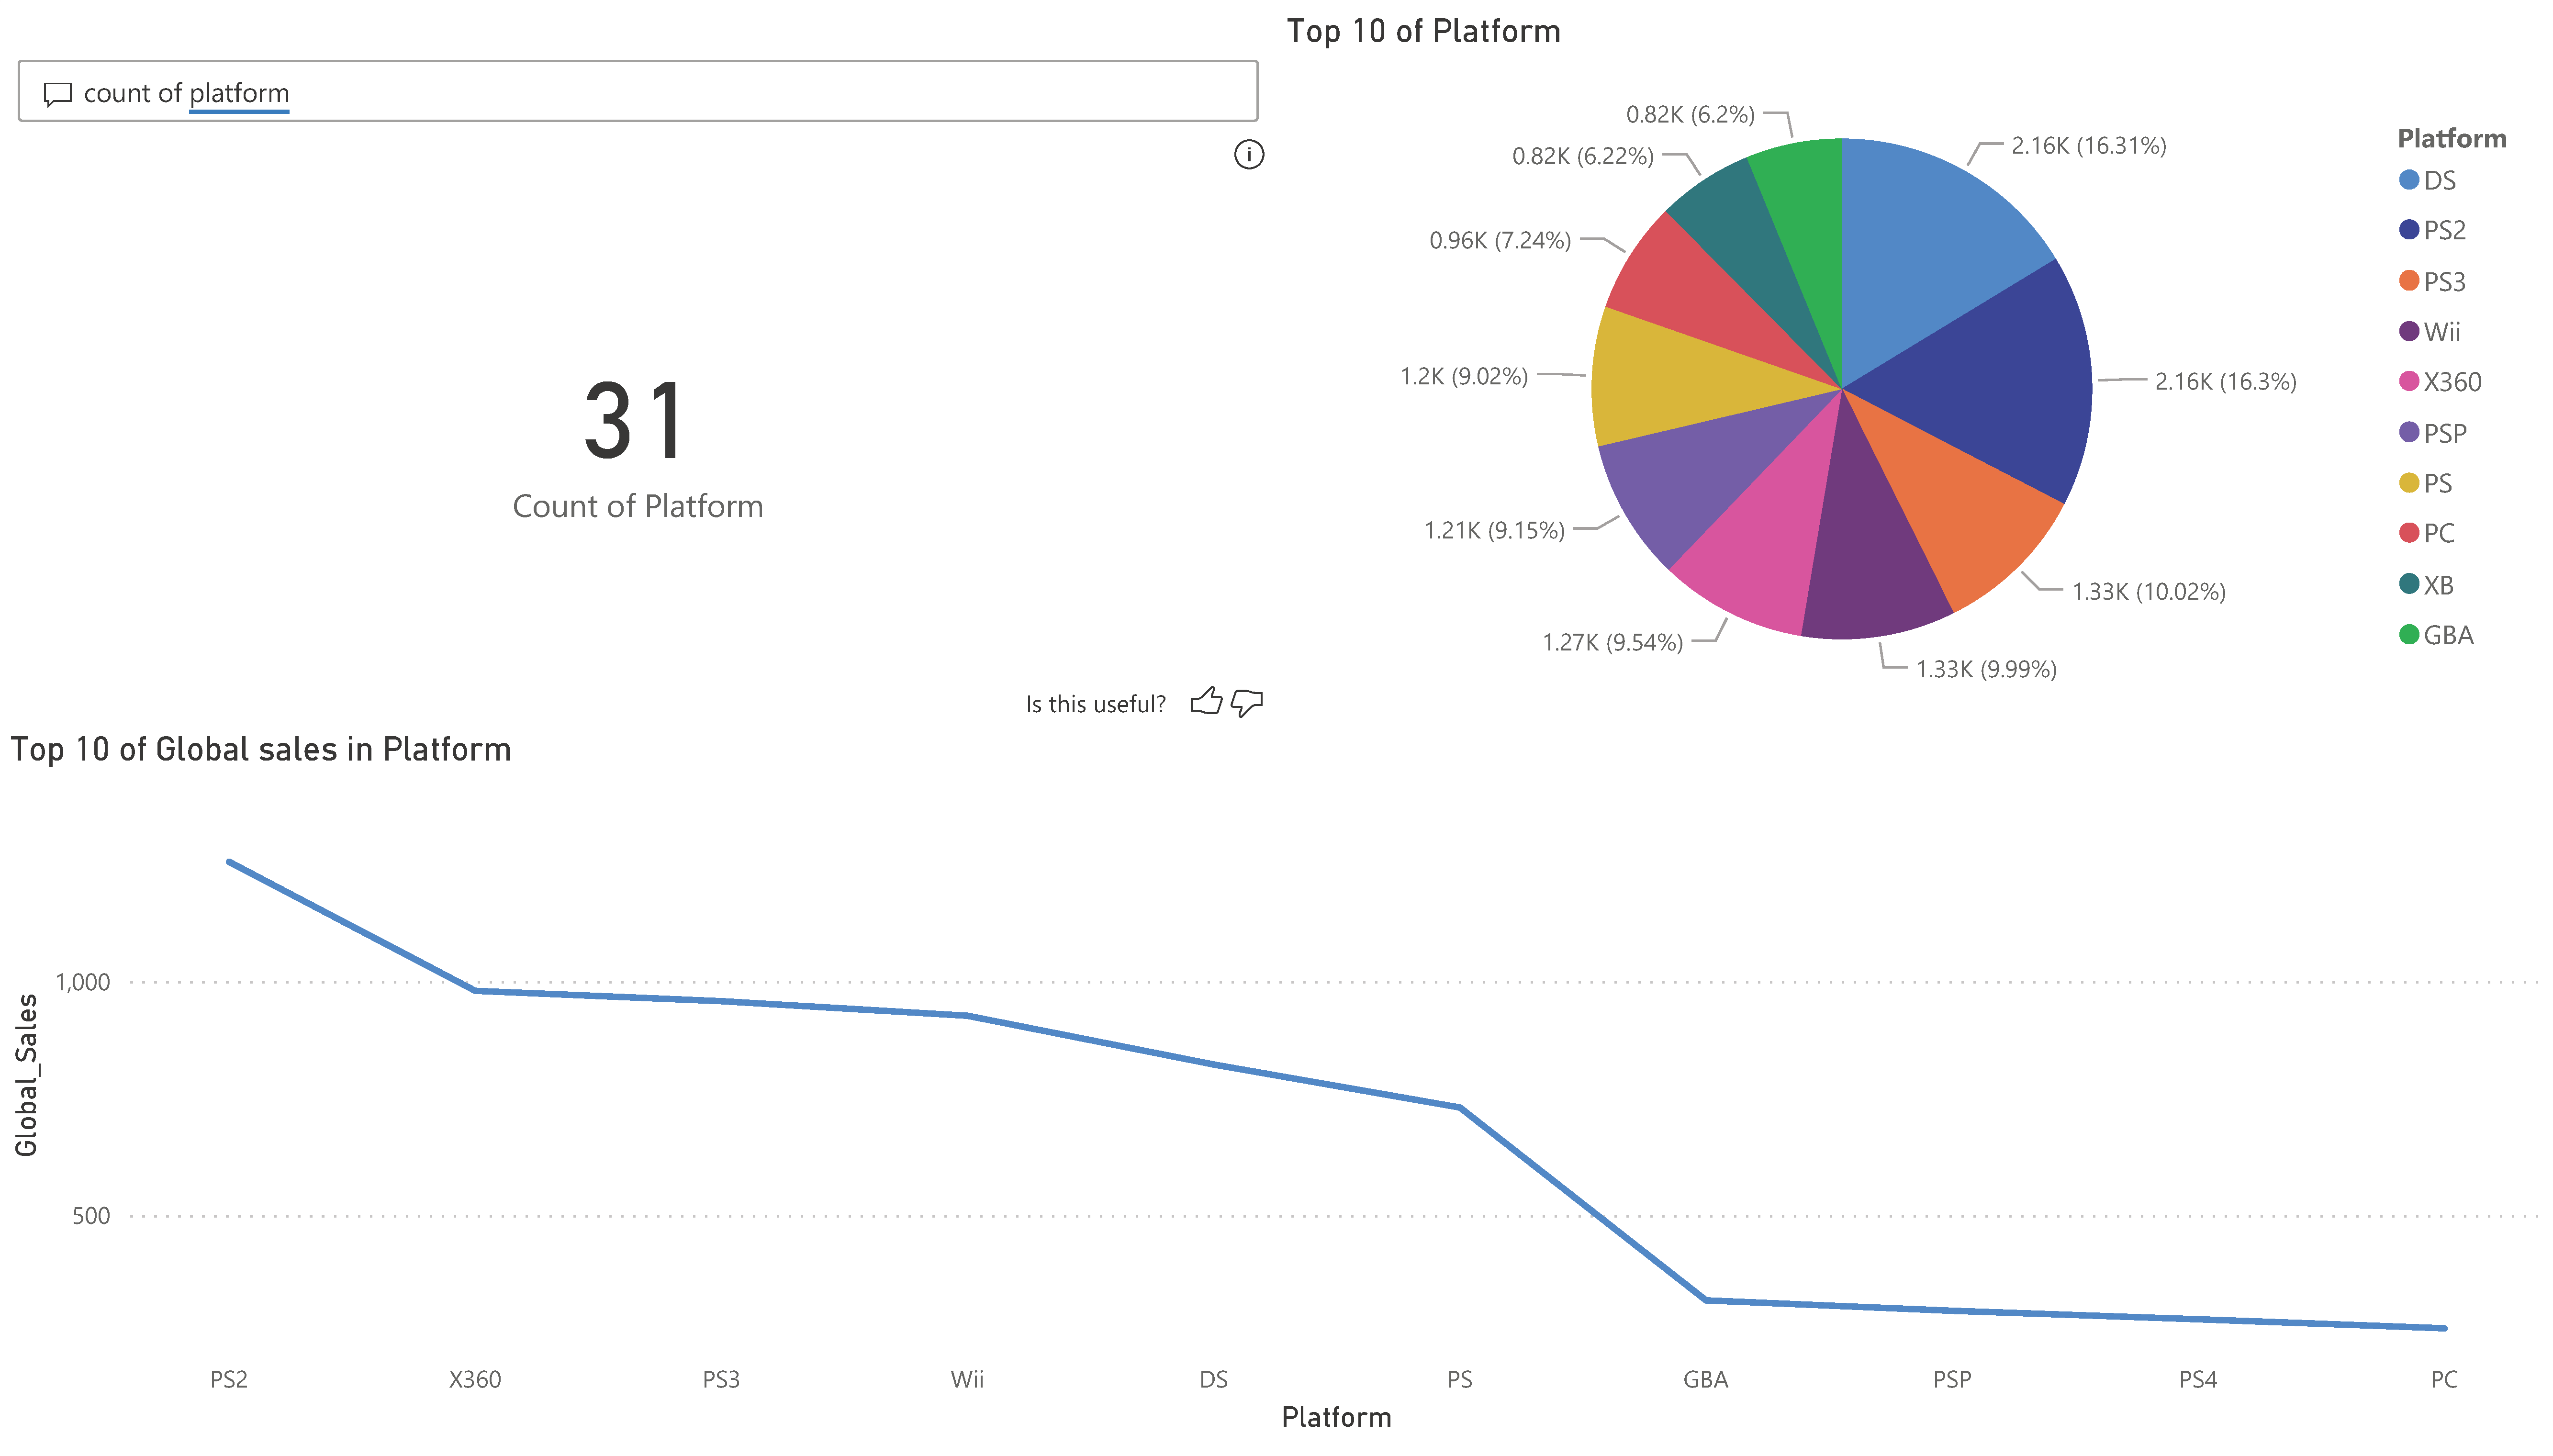 count of platform
31
Count of Platform
Is this useful?
Top 10 of Platform
0.82K (6.2%)
0.82K (6.22%)
0.96K (7.24%)
1.2K (9.02%)
1.21K (9.15%)
1.27K (9.54%)
2.16K (16.31%)
2.16K (16.3%)
1.33K (10.02%)
1.33K (9.99%)
Platform
DS
PS2
PS3
Wii
X360
PSP
PS
PC
XB
GBA
Top 10 of Global sales in Platform
Global_Sales
1,000
500
PS2 X360 PS3 Wii DS PS GBA PSP PS4 PC
Platform